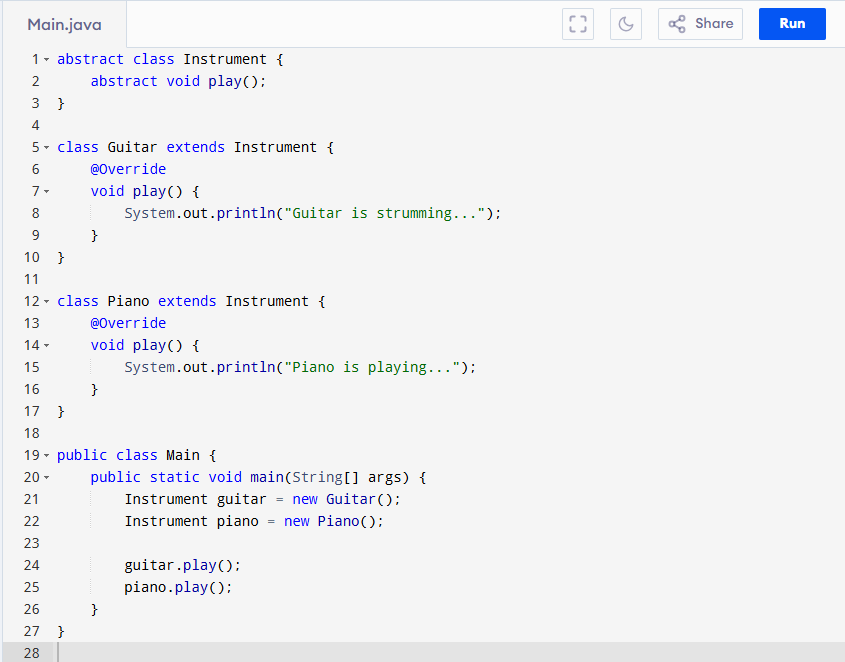 Main.java
Share
Run
1 abstract class Instrument {
2     abstract void play();
3 }
4
5 class Guitar extends Instrument {
6     @Override
7     void play() {
8         System.out.println("Guitar is strumming...");
9     }
10 }
11
12 class Piano extends Instrument {
13     @Override
14     void play() {
15         System.out.println("Piano is playing...");
16     }
17 }
18
19 public class Main {
20     public static void main(String[] args) {
21         Instrument guitar = new Guitar();
22         Instrument piano = new Piano();
23
24         guitar.play();
25         piano.play();
26     }
27 }
28